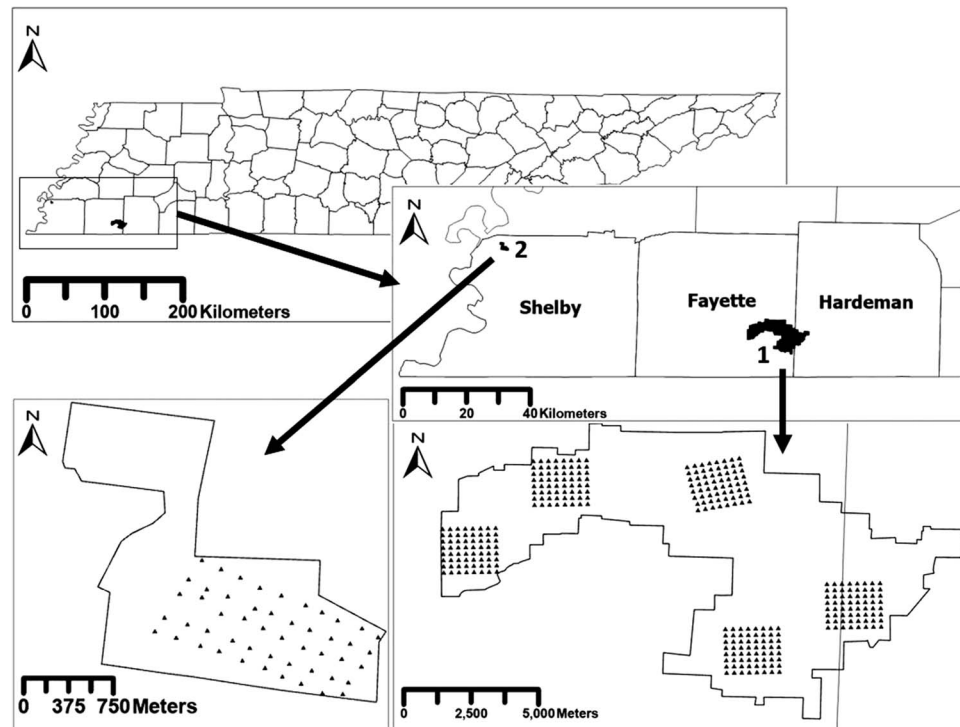 N
0 100 200 Kilometers
N
2
Shelby Fayette Hardeman
1
0 20 40 Kilometers
N
0 375 750 Meters
N
0 2,500 5,000 Meters